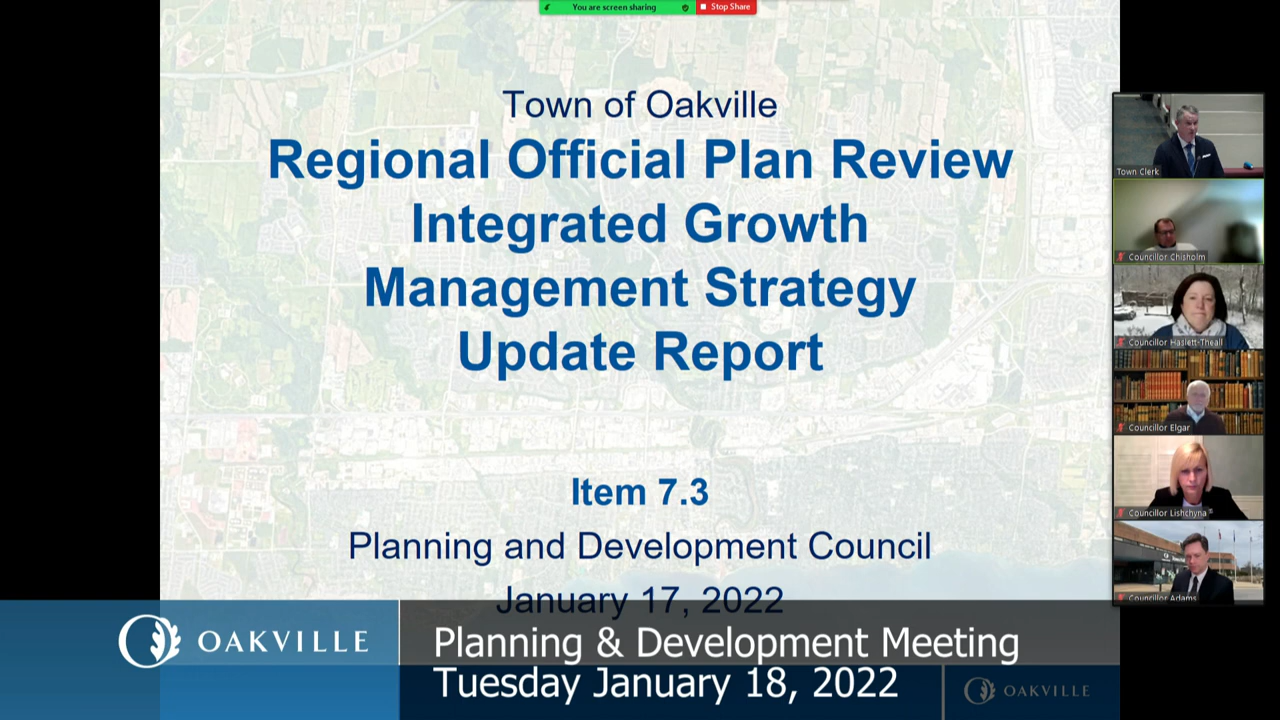 You are screen sharing
Stop Share
Town of Oakville
Regional Official Plan Review
Integrated Growth
Management Strategy
Update Report
Item 7.3
Planning and Development Council
January 17, 2022
Town Clerk
Councillor Chisholm
Councillor Haslett-Theall
Councillor Elgar
Councillor Lishchyna
Councillor Adams
OAKVILLE
Planning & Development Meeting
Tuesday January 18, 2022
OAKVILLE